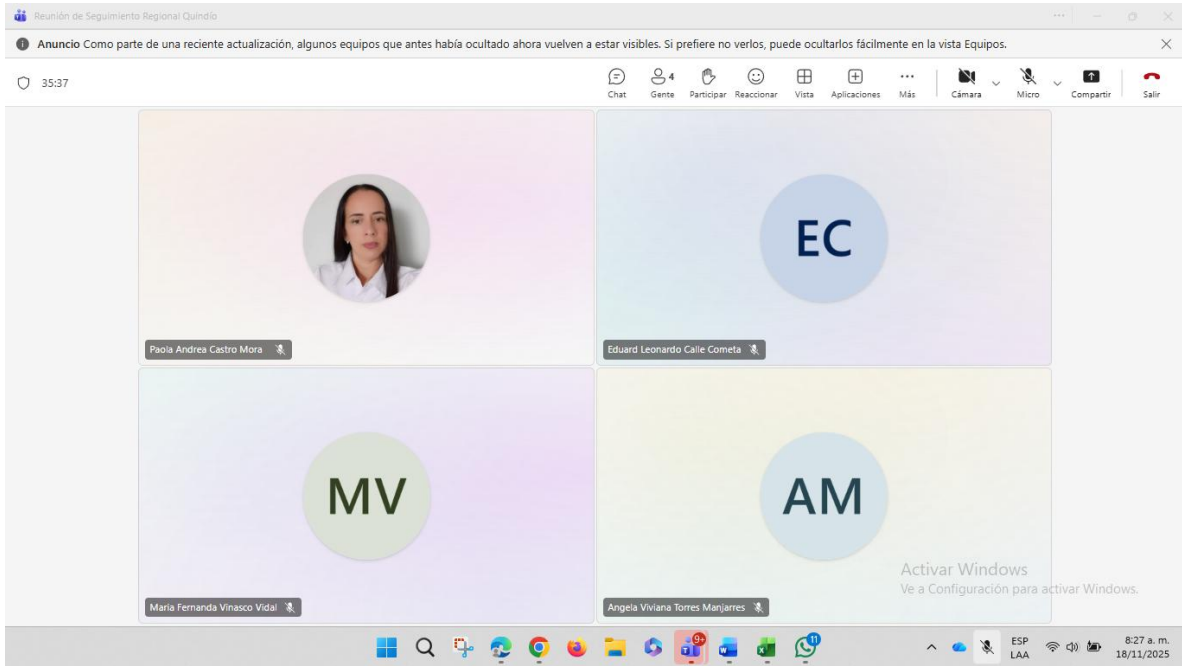 Reunión de Seguimiento Regional Quindío
Anuncio Como parte de una reciente actualización, algunos equipos que antes había ocultado ahora vuelven a estar visibles. Si prefiere no verlos, puede ocultarlos fácilmente en la vista Equipos.
35:37
Chat
4
Gente
Participar
Reaccionar
Vista
Aplicaciones
Más
Cámara
Micro
Compartir
Salir
EC
Paola Andrea Castro Mora
Eduard Leonardo Calle Cometa
MV
AM
Activar Windows
Ve a Configuración para activar Windows.
Maria Fernanda Vinasco Vidal
Angela Viviana Torres Manjarres
9+
11
ESP
LAA
8:27 a. m.
18/11/2025